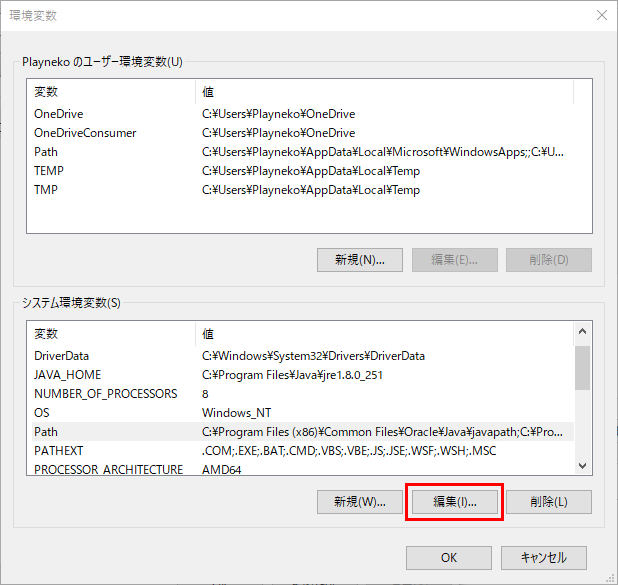 環境変数
Playneko のユーザー環境変数(U)
変数 値
OneDrive C:¥Users¥Playneko¥OneDrive
OneDriveConsumer C:¥Users¥Playneko¥OneDrive
Path C:¥Users¥Playneko¥AppData¥Local¥Microsoft¥WindowsApps;;C:¥U...
TEMP C:¥Users¥Playneko¥AppData¥Local¥Temp
TMP C:¥Users¥Playneko¥AppData¥Local¥Temp
新規(N)... 編集(E)... 削除(D)
システム環境変数(S)
変数 値
DriverData C:¥Windows¥System32¥Drivers¥DriverData
JAVA_HOME C:¥Program Files¥Java¥jre1.8.0_251
NUMBER_OF_PROCESSORS 8
OS Windows_NT
Path C:¥Program Files (x86)¥Common Files¥Oracle¥Java¥javapath;C:¥Pro...
PATHEXT .COM;.EXE;.BAT;.CMD;.VBS;.VBE;.JS;.JSE;.WSF;.WSH;.MSC
PROCESSOR_ARCHITECTURE AMD64
新規(W)... 編集(I)... 削除(L)
OK キャンセル